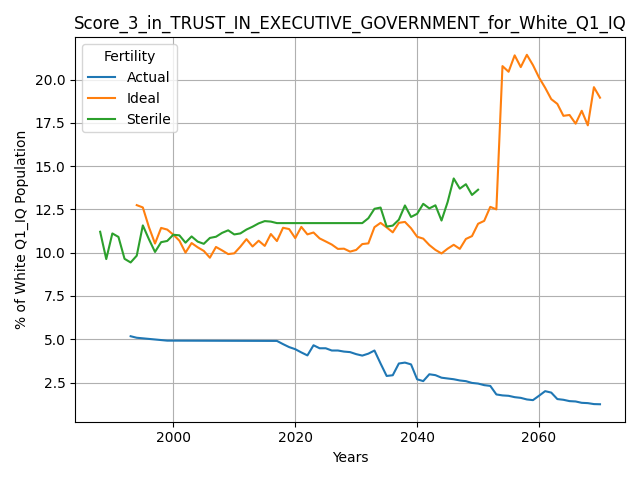 Score_3_in_TRUST_IN_EXECUTIVE_GOVERNMENT_for_White_Q1_IQ
Fertility
Actual
Ideal
Sterile
% of White Q1_IQ Population
20.0
17.5
15.0
12.5
10.0
7.5
5.0
2.5
2000
2020
2040
2060
Years